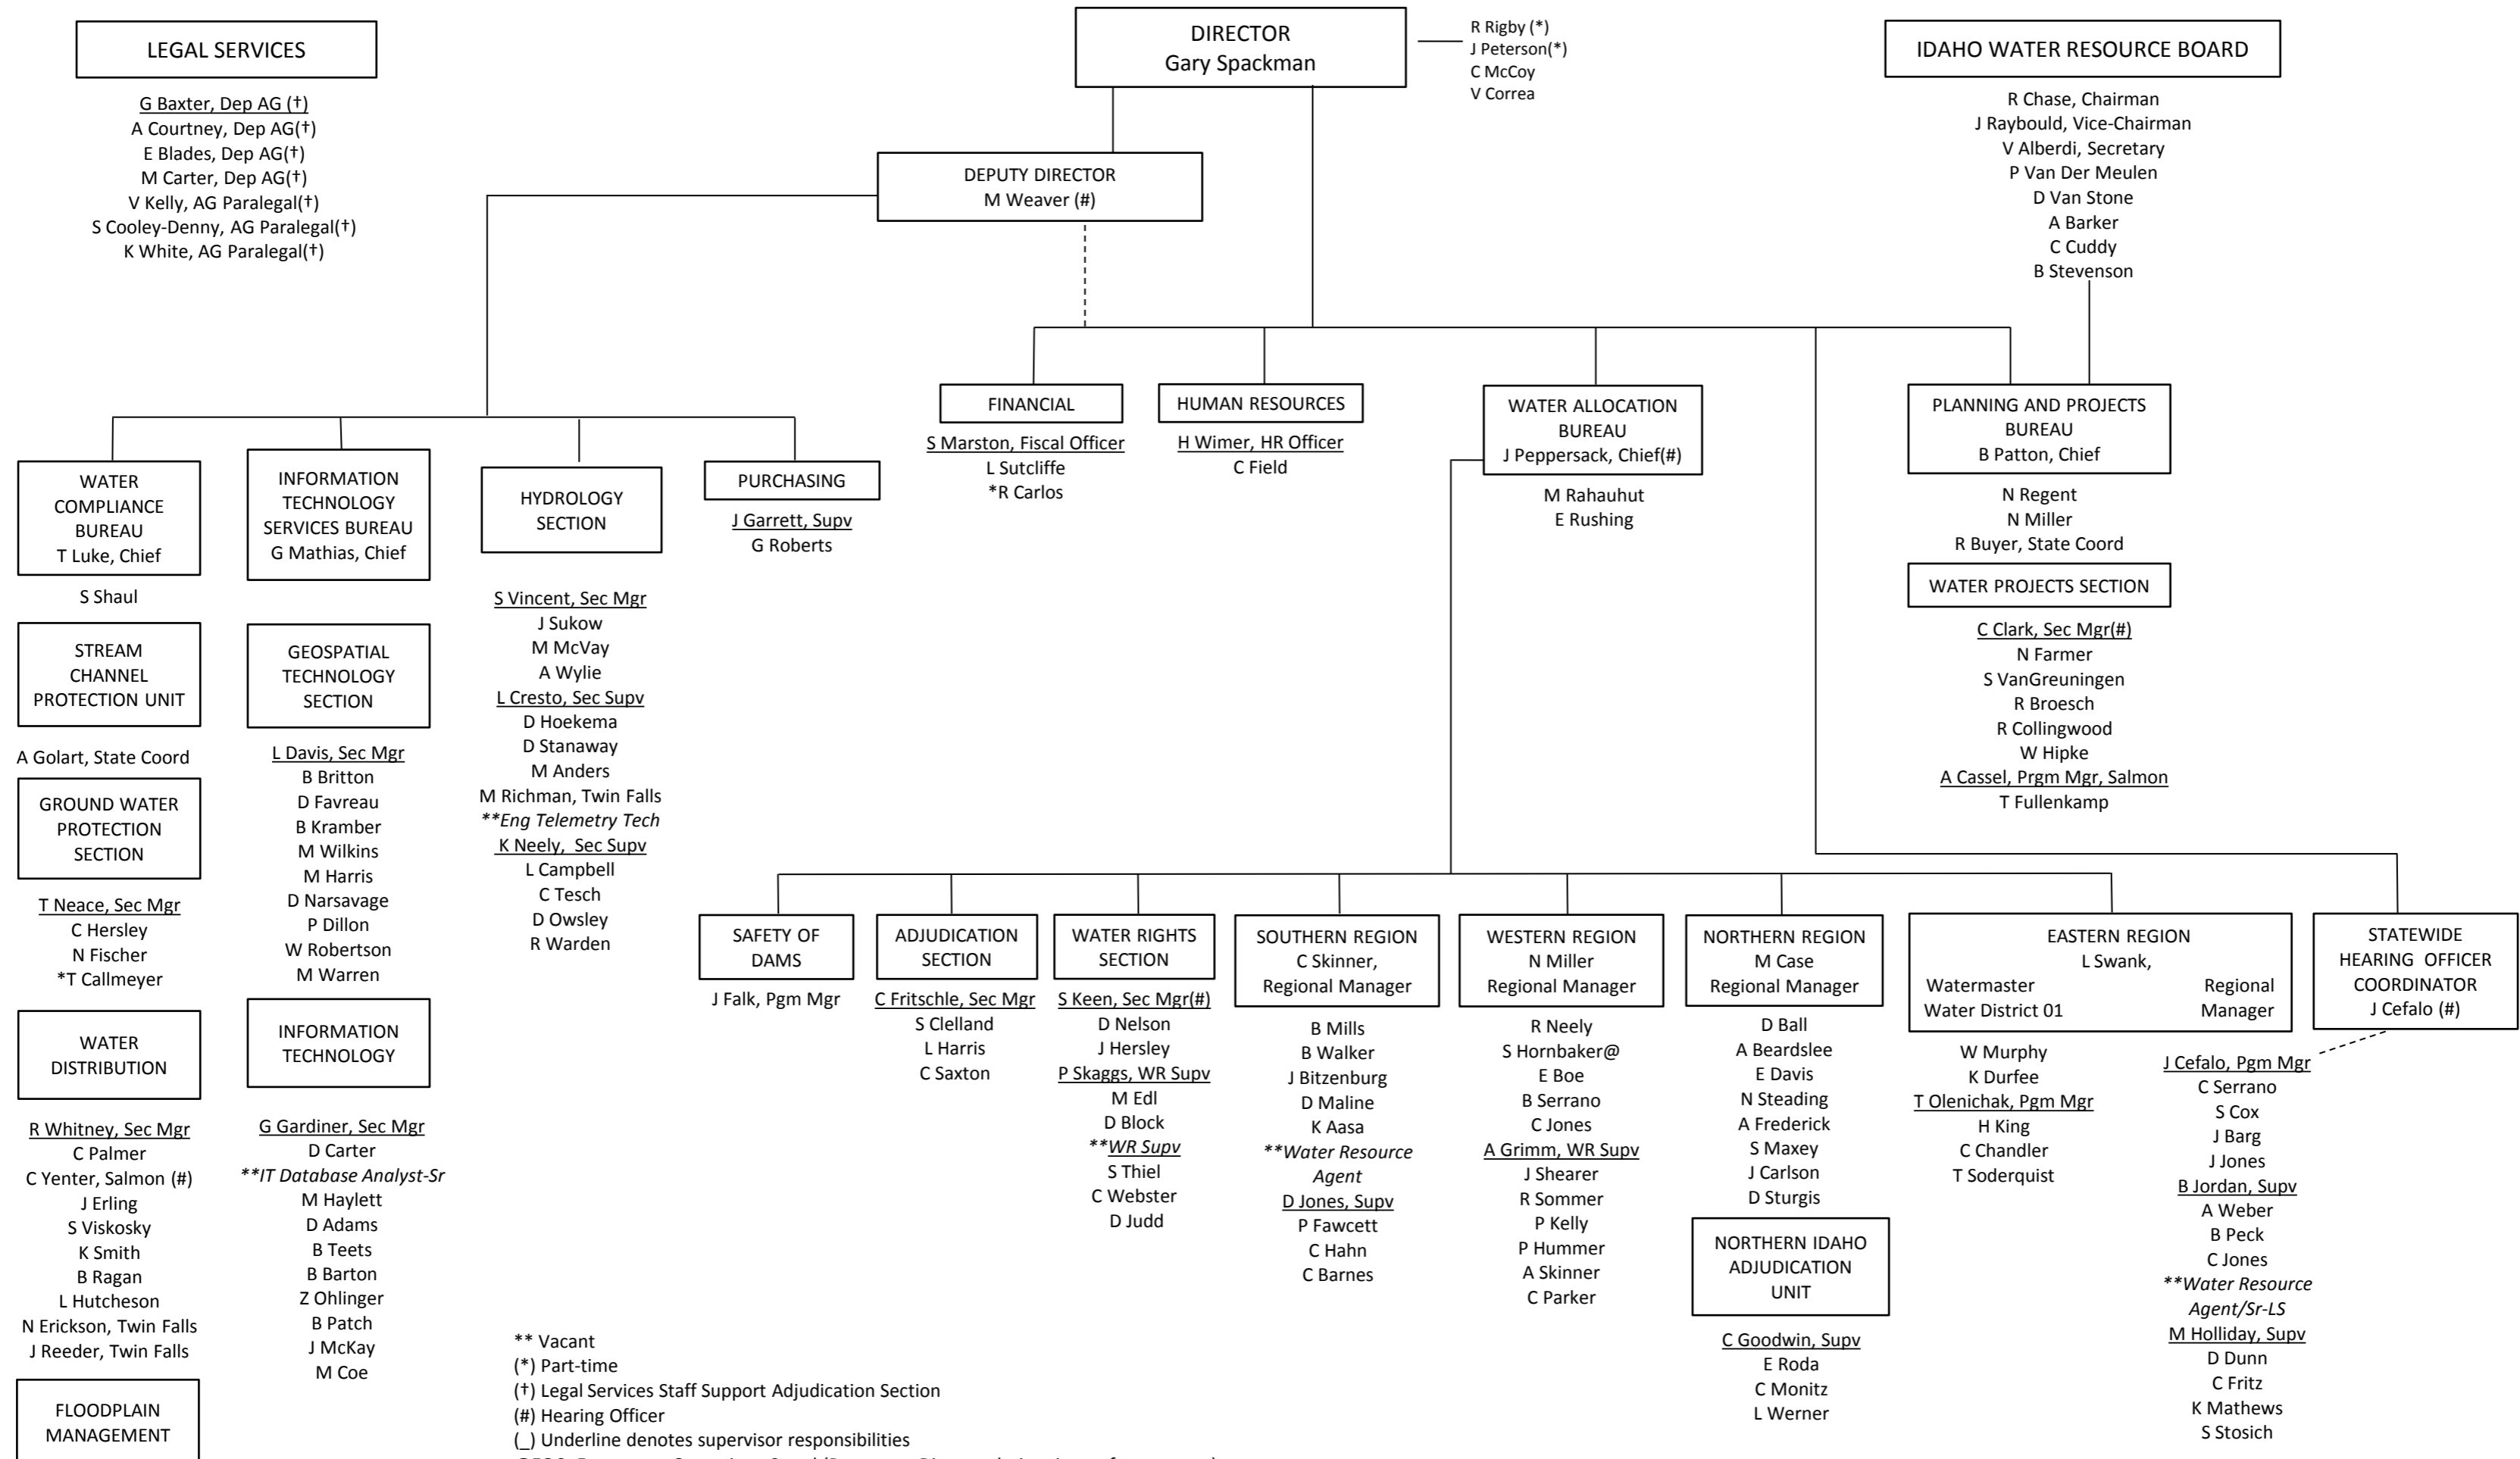 LEGAL SERVICES
G Baxter, Dep AG (†)
A Courtney, Dep AG(†)
E Blades, Dep AG(†)
M Carter, Dep AG(†)
V Kelly, AG Paralegal(†)
S Cooley-Denny, AG Paralegal(†)
K White, AG Paralegal(†)
DIRECTOR
Gary Spackman
R Rigby (*)
J Peterson(*)
C McCoy
V Correa
IDAHO WATER RESOURCE BOARD
R Chase, Chairman
J Raybould, Vice-Chairman
V Alberdi, Secretary
P Van Der Meulen
D Van Stone
A Barker
C Cuddy
B Stevenson
DEPUTY DIRECTOR
M Weaver (#)
WATER
COMPLIANCE
BUREAU
T Luke, Chief
S Shaul
STREAM
CHANNEL
PROTECTION UNIT
A Golart, State Coord
GROUND WATER
PROTECTION
SECTION
T Neace, Sec Mgr
C Hersley
N Fischer
*T Callmeyer
WATER
DISTRIBUTION
R Whitney, Sec Mgr
C Palmer
C Yenter, Salmon (#)
J Erling
S Viskosky
K Smith
B Ragan
L Hutcheson
N Erickson, Twin Falls
J Reeder, Twin Falls
FLOODPLAIN
MANAGEMENT
INFORMATION
TECHNOLOGY
SERVICES BUREAU
G Mathias, Chief
GEOSPATIAL
TECHNOLOGY
SECTION
L Davis, Sec Mgr
B Britton
D Favreau
B Kramber
M Wilkins
M Harris
D Narsavage
P Dillon
W Robertson
M Warren
INFORMATION
TECHNOLOGY
G Gardiner, Sec Mgr
D Carter
**IT Database Analyst-Sr
M Haylett
D Adams
B Teets
B Barton
Z Ohlinger
B Patch
J McKay
M Coe
HYDROLOGY
SECTION
S Vincent, Sec Mgr
J Sukow
M McVay
A Wylie
L Cresto, Sec Supv
D Hoekema
D Stanaway
M Anders
M Richman, Twin Falls
**Eng Telemetry Tech
K Neely, Sec Supv
L Campbell
C Tesch
D Owsley
R Warden
PURCHASING
J Garrett, Supv
G Roberts
FINANCIAL
S Marston, Fiscal Officer
L Sutcliffe
*R Carlos
HUMAN RESOURCES
H Wimer, HR Officer
C Field
WATER ALLOCATION
BUREAU
J Peppersack, Chief(#)
M Rahauhut
E Rushing
PLANNING AND PROJECTS
BUREAU
B Patton, Chief
N Regent
N Miller
R Buyer, State Coord
WATER PROJECTS SECTION
C Clark, Sec Mgr(#)
N Farmer
S VanGreuningen
R Broesch
R Collingwood
W Hipke
A Cassel, Prgm Mgr, Salmon
T Fullenkamp
SAFETY OF
DAMS
J Falk, Pgm Mgr
ADJUDICATION
SECTION
C Fritschle, Sec Mgr
S Clelland
L Harris
C Saxton
WATER RIGHTS
SECTION
S Keen, Sec Mgr(#)
D Nelson
J Hersley
P Skaggs, WR Supv
M Edl
D Block
**WR Supv
S Thiel
C Webster
D Judd
SOUTHERN REGION
C Skinner,
Regional Manager
B Mills
B Walker
J Bitzenburg
D Maline
K Aasa
**Water Resource
Agent
D Jones, Supv
P Fawcett
C Hahn
C Barnes
WESTERN REGION
N Miller
Regional Manager
R Neely
S Hornbaker@
E Boe
B Serrano
C Jones
A Grimm, WR Supv
J Shearer
R Sommer
P Kelly
P Hummer
A Skinner
C Parker
NORTHERN REGION
M Case
Regional Manager
D Ball
A Beardslee
E Davis
N Steading
A Frederick
S Maxey
J Carlson
D Sturgis
NORTHERN IDAHO
ADJUDICATION
UNIT
C Goodwin, Supv
E Roda
C Monitz
L Werner
EASTERN REGION
L Swank,
Watermaster Regional
Water District 01 Manager
W Murphy
K Durfee
T Olenichak, Pgm Mgr
H King
C Chandler
T Soderquist
STATEWIDE
HEARING OFFICER
COORDINATOR
J Cefalo (#)
J Cefalo, Pgm Mgr
C Serrano
S Cox
J Barg
J Jones
B Jordan, Supv
A Weber
B Peck
C Jones
**Water Resource
Agent/Sr-LS
M Holliday, Supv
D Dunn
C Fritz
K Mathews
S Stosich
** Vacant
(*) Part-time
(†) Legal Services Staff Support Adjudication Section
(#) Hearing Officer
(_) Underline denotes supervisor responsibilities